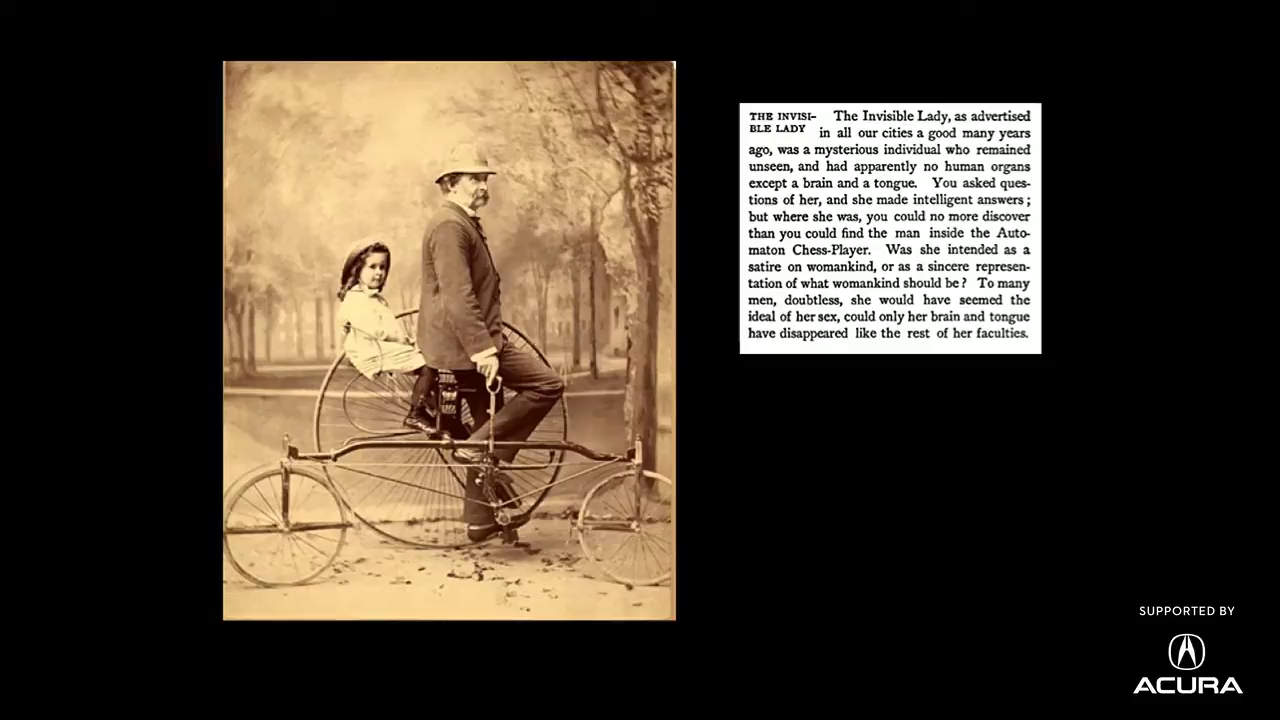 THE INVISI-
BLE LADY
The Invisible Lady, as advertised
in all our cities a good many years
ago, was a mysterious individual who remained
unseen, and had apparently no human organs
except a brain and a tongue. You asked ques-
tions of her, and she made intelligent answers;
but where she was, you could no more discover
than you could find the man inside the Auto-
maton Chess-Player. Was she intended as a
satire on womankind, or as a sincere represen-
tation of what womankind should be? To many
men, doubtless, she would have seemed the
ideal of her sex, could only her brain and tongue
have disappeared like the rest of her faculties.
SUPPORTED BY
ACURA